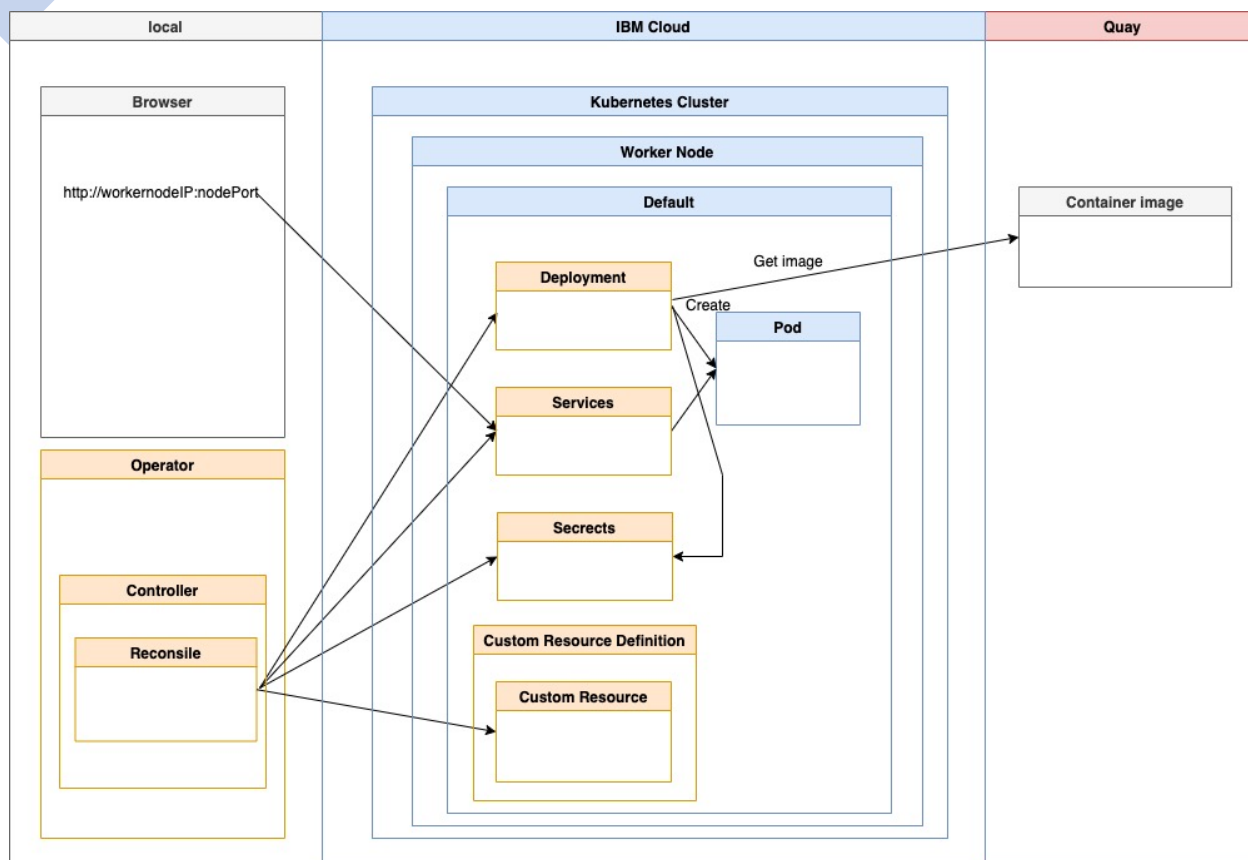 local
IBM Cloud
Quay
Browser
http://workernodeIP:nodePort
Kubernetes Cluster
Worker Node
Default
Container image
Get image
Deployment
Create
Pod
Services
Operator
Secrects
Controller
Reconsile
Custom Resource Definition
Custom Resource